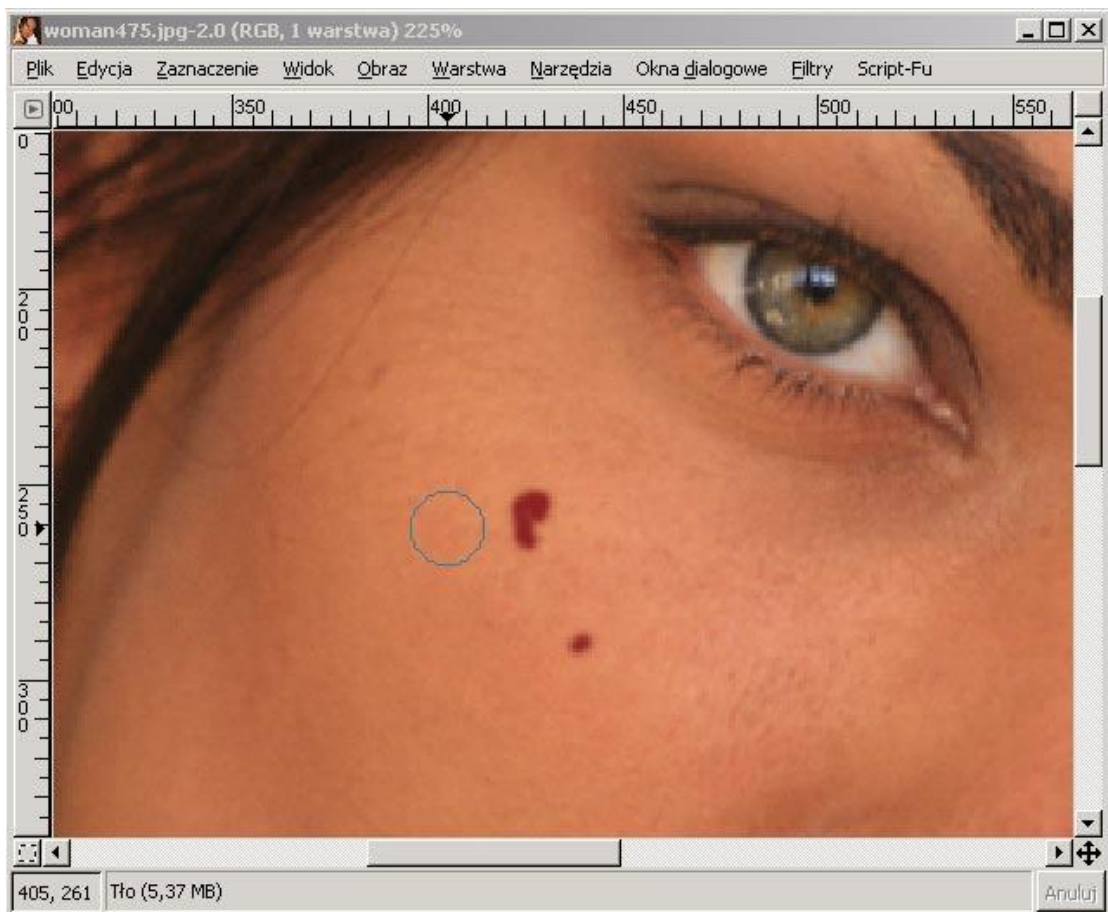 woman475.jpg-2.0 (RGB, 1 warstwa) 225%
Plik Edycja Zaznaczenie Widok Obraz Warstwa Narzędzia Okna dialogowe Filtry Script-Fu
00 350 400 450 500 550
0
200
250
300
405, 261 Tło (5,37 MB) Anuluj